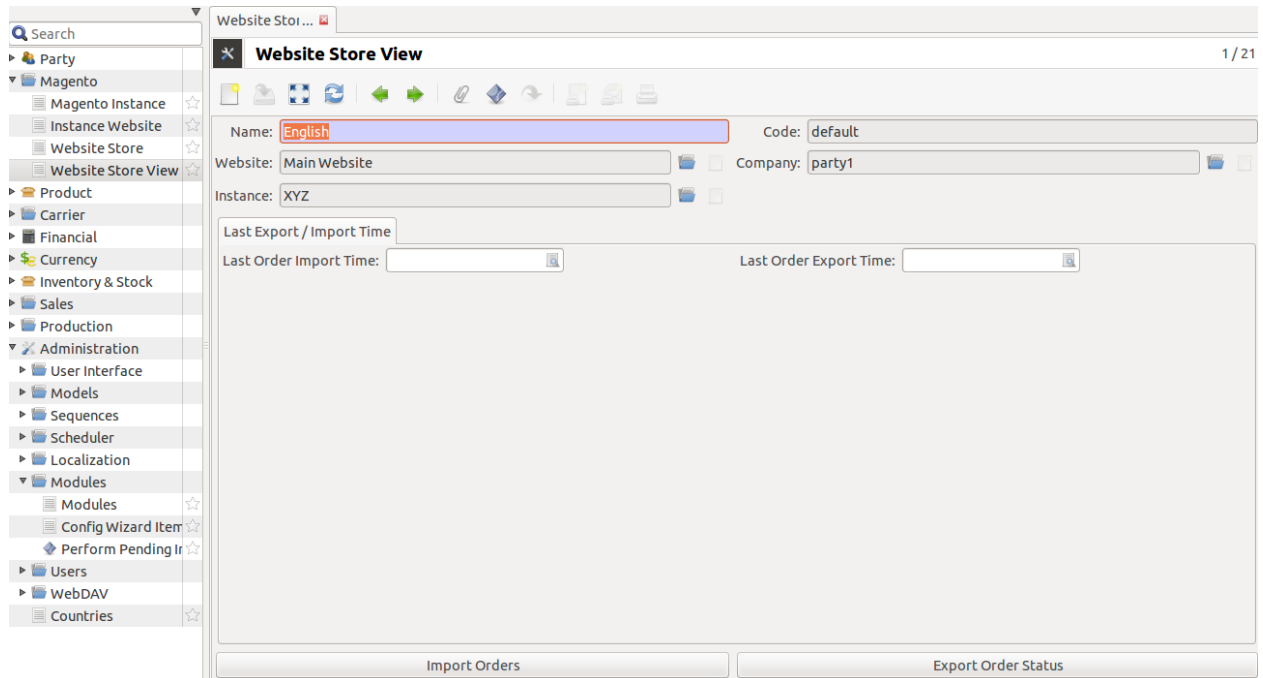 Website Stor... 
Search
Website Store View
1 / 21
Party
Magento
Magento Instance
Instance Website
Website Store
Website Store View
Product
Carrier
Financial
Currency
Inventory & Stock
Sales
Production
Administration
User Interface
Models
Sequences
Scheduler
Localization
Modules
Modules
Config Wizard Item
Perform Pending In
Users
WebDAV
Countries
Name: English
Code: default
Website: Main Website
Company: party1
Instance: XYZ
Last Export / Import Time
Last Order Import Time:
Last Order Export Time:
Import Orders
Export Order Status